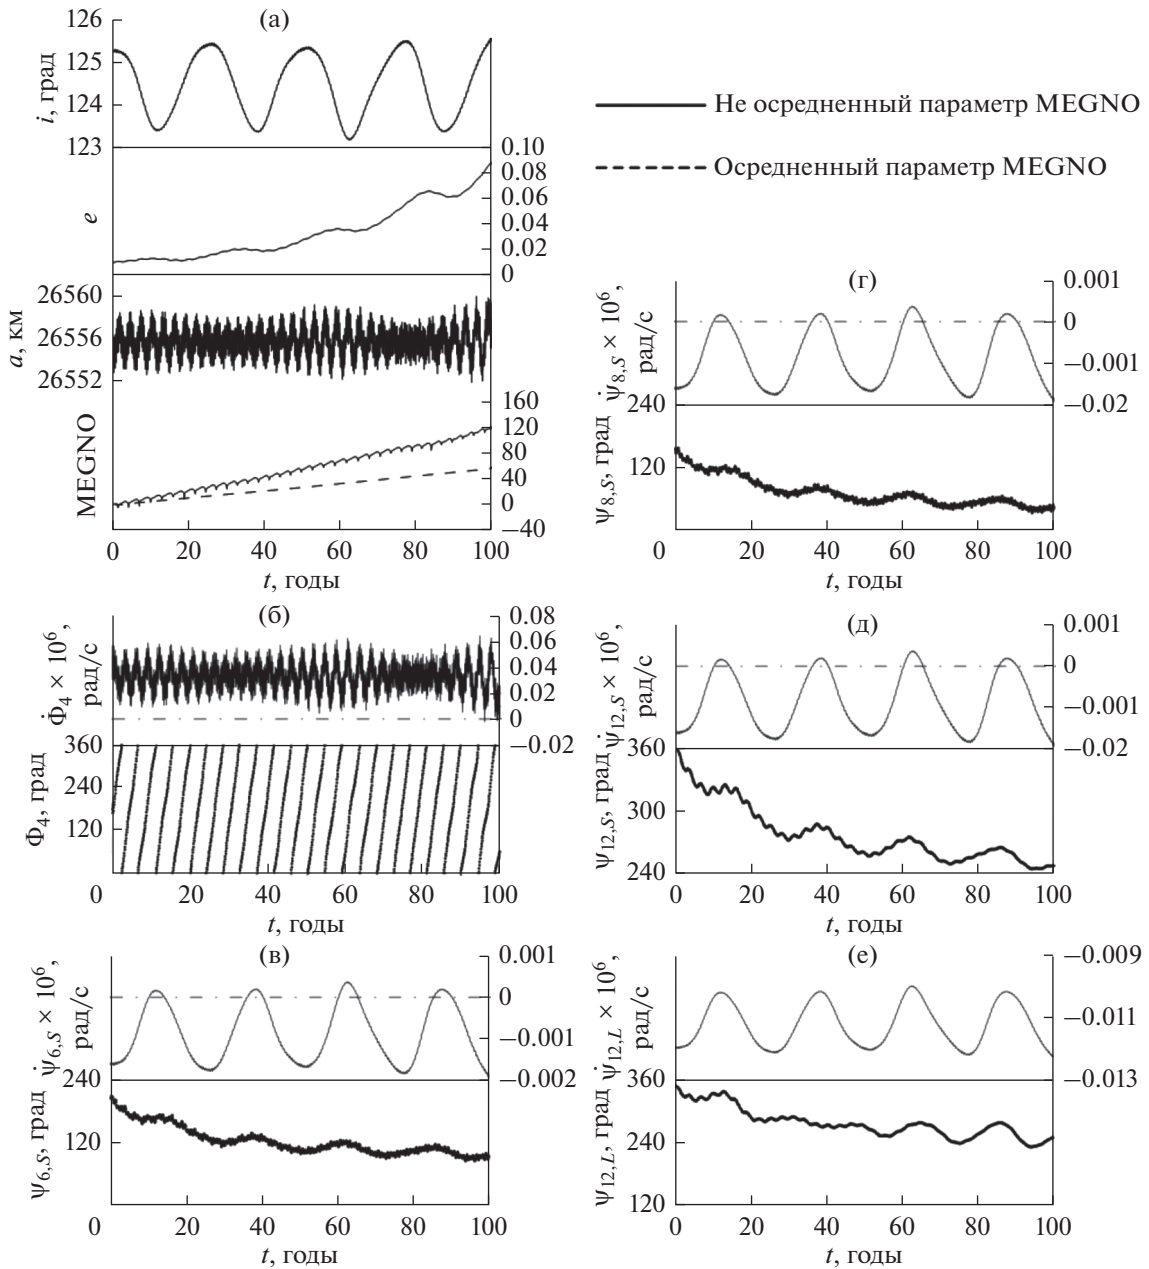 (а)
126
125
124
123
i, град
0.10
0.08
0.06
0.04
0.02
0
e
26560
26556
26552
a, км
160
120
80
40
0
−40
MEGNO
0 20 40 60 80 100
t, годы
Не осредненный параметр MEGNO
Осредненный параметр MEGNO
(б)
0.08
0.06
0.04
0.02
0
−0.02
Φ̇₄ × 10⁶, рад/с
360
240
120
Φ₄, град
0 20 40 60 80 100
t, годы
(в)
0.001
0
−0.001
−0.002
ψ̇₆,S × 10⁶, рад/с
240
120
ψ₆,S, град
0 20 40 60 80 100
t, годы
(г)
0.001
0
−0.001
−0.02
ψ̇₈,S × 10⁶, рад/с
240
120
ψ₈,S, град
0 20 40 60 80 100
t, годы
(д)
0.001
0
−0.001
−0.02
ψ̇₁₂,S × 10⁶, рад/с
360
300
240
ψ₁₂,S, град
0 20 40 60 80 100
t, годы
(е)
−0.009
−0.011
−0.013
ψ̇₁₂,L × 10⁶, рад/с
360
240
120
ψ₁₂,L, град
0 20 40 60 80 100
t, годы